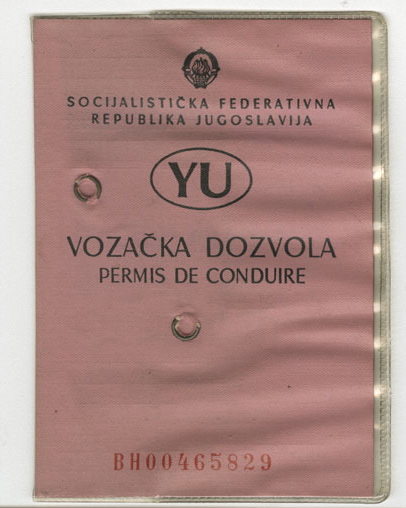 SOCIJALISTIČKA FEDERATIVNA
REPUBLIKA JUGOSLAVIJA
YU
VOZAČKA DOZVOLA
PERMIS DE CONDUIRE
BH00465829